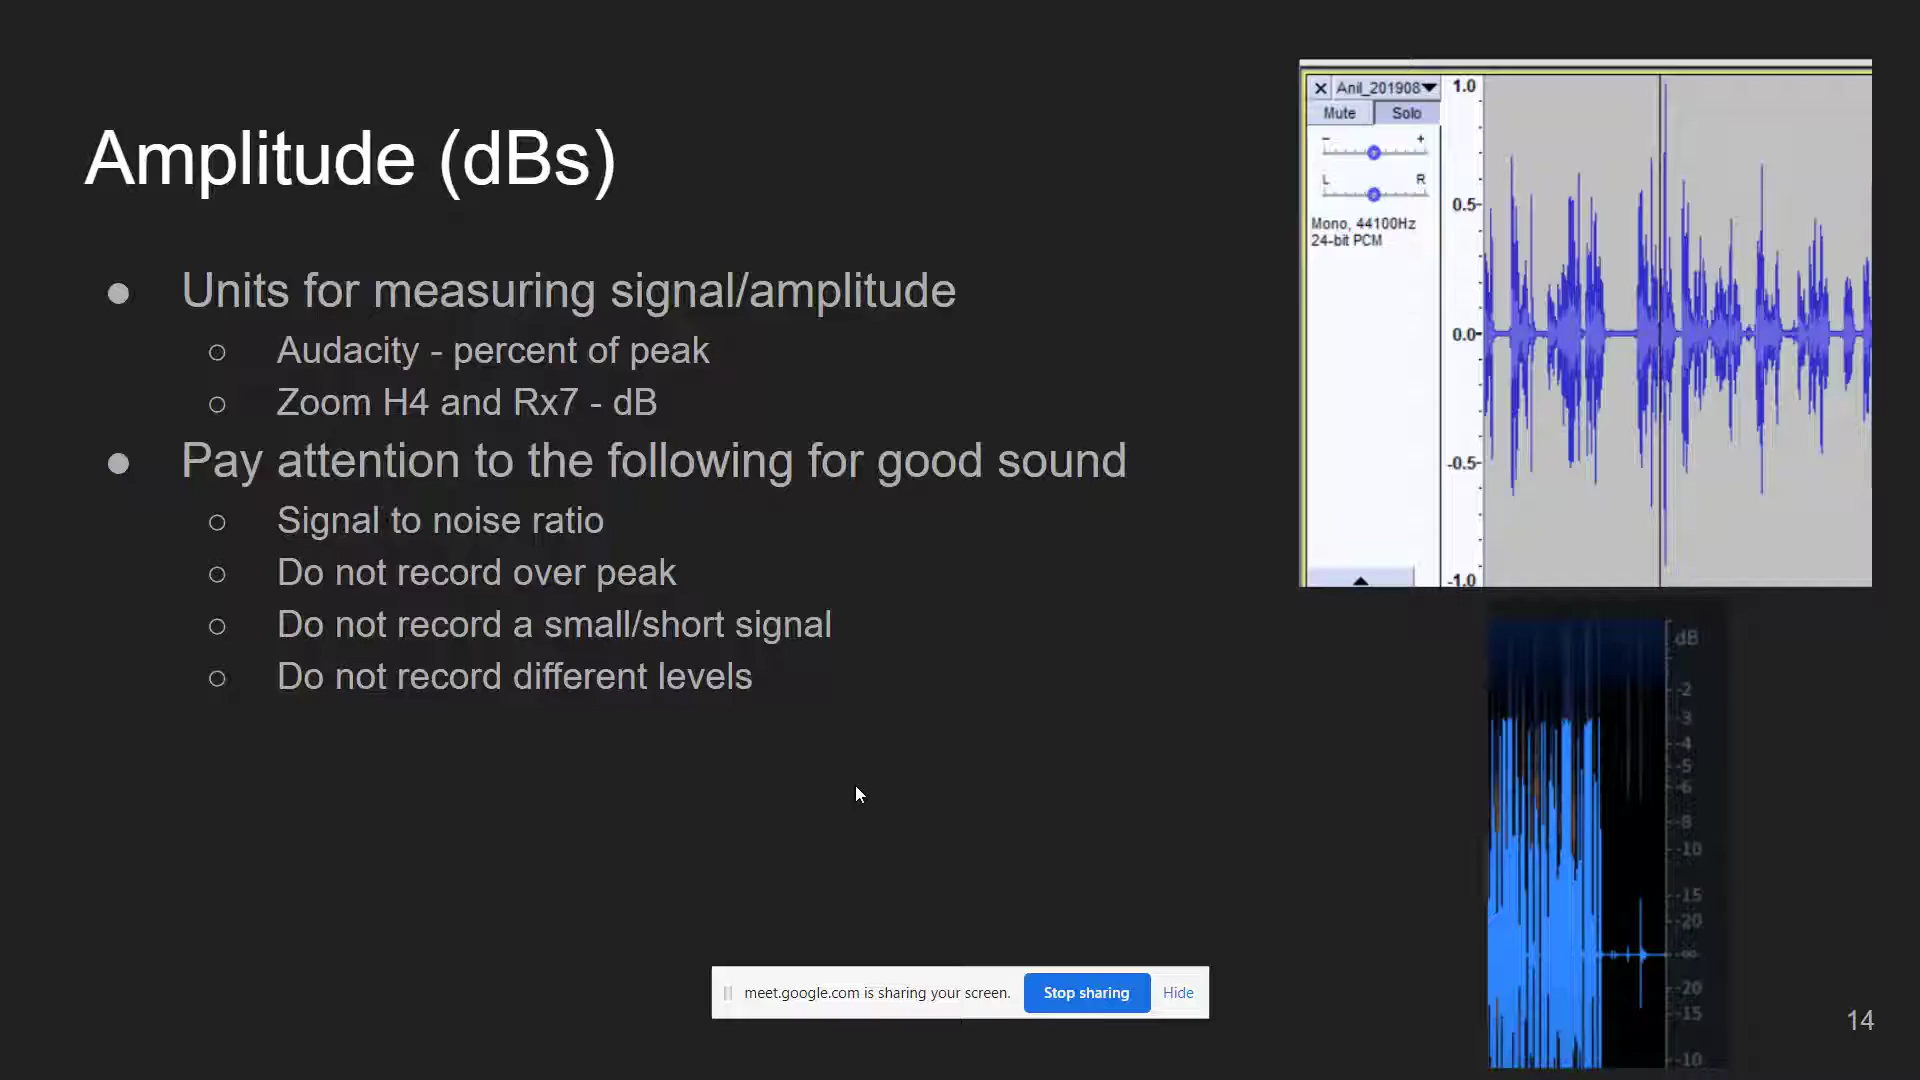 Amplitude (dBs)
● Units for measuring signal/amplitude
○ Audacity - percent of peak
○ Zoom H4 and Rx7 - dB
● Pay attention to the following for good sound
○ Signal to noise ratio
○ Do not record over peak
○ Do not record a small/short signal
○ Do not record different levels
Anil_201908
Mute Solo
- +
L R
Mono, 44100Hz
24-bit PCM
1.0
0.5
0.0
-0.5
-1.0
dB
-2
-3
-4
-5
-6
-8
-10
-15
-20
-∞
-20
-15
-10
meet.google.com is sharing your screen.
Stop sharing
Hide
14